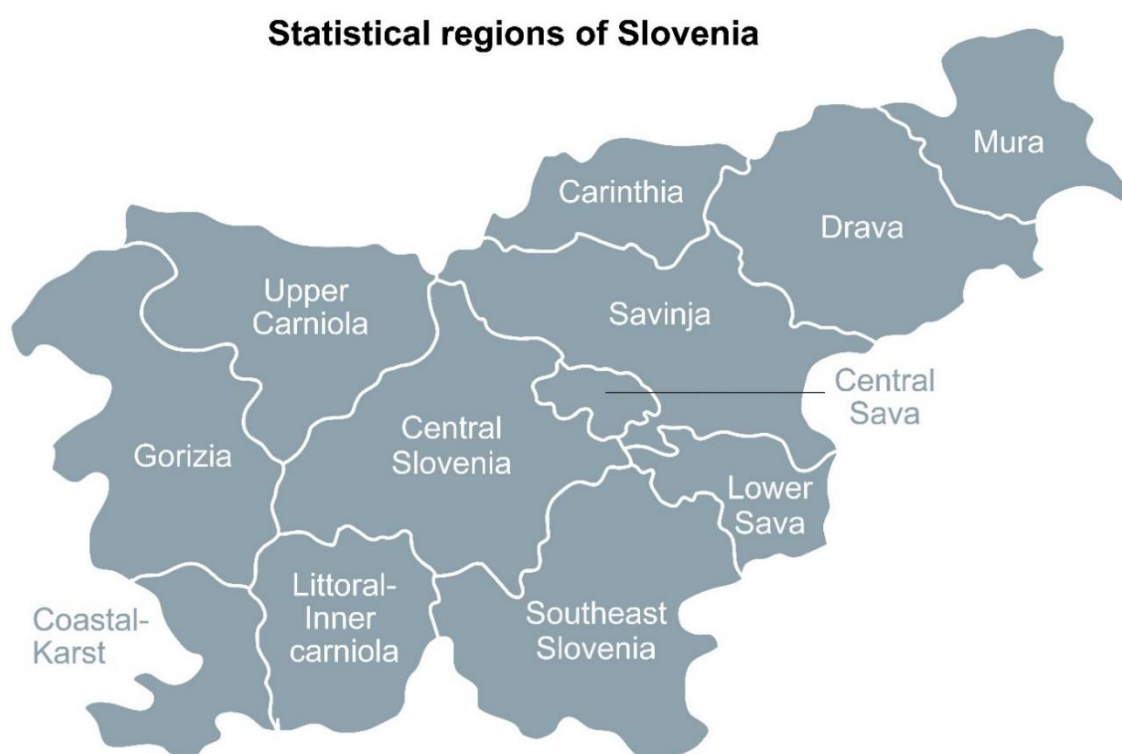 Statistical regions of Slovenia
Mura
Carinthia
Drava
Upper
Carniola
Savinja
Central
Sava
Central
Slovenia
Gorizia
Lower
Sava
Littoral-
Inner
carniola
Coastal-
Karst
Southeast
Slovenia